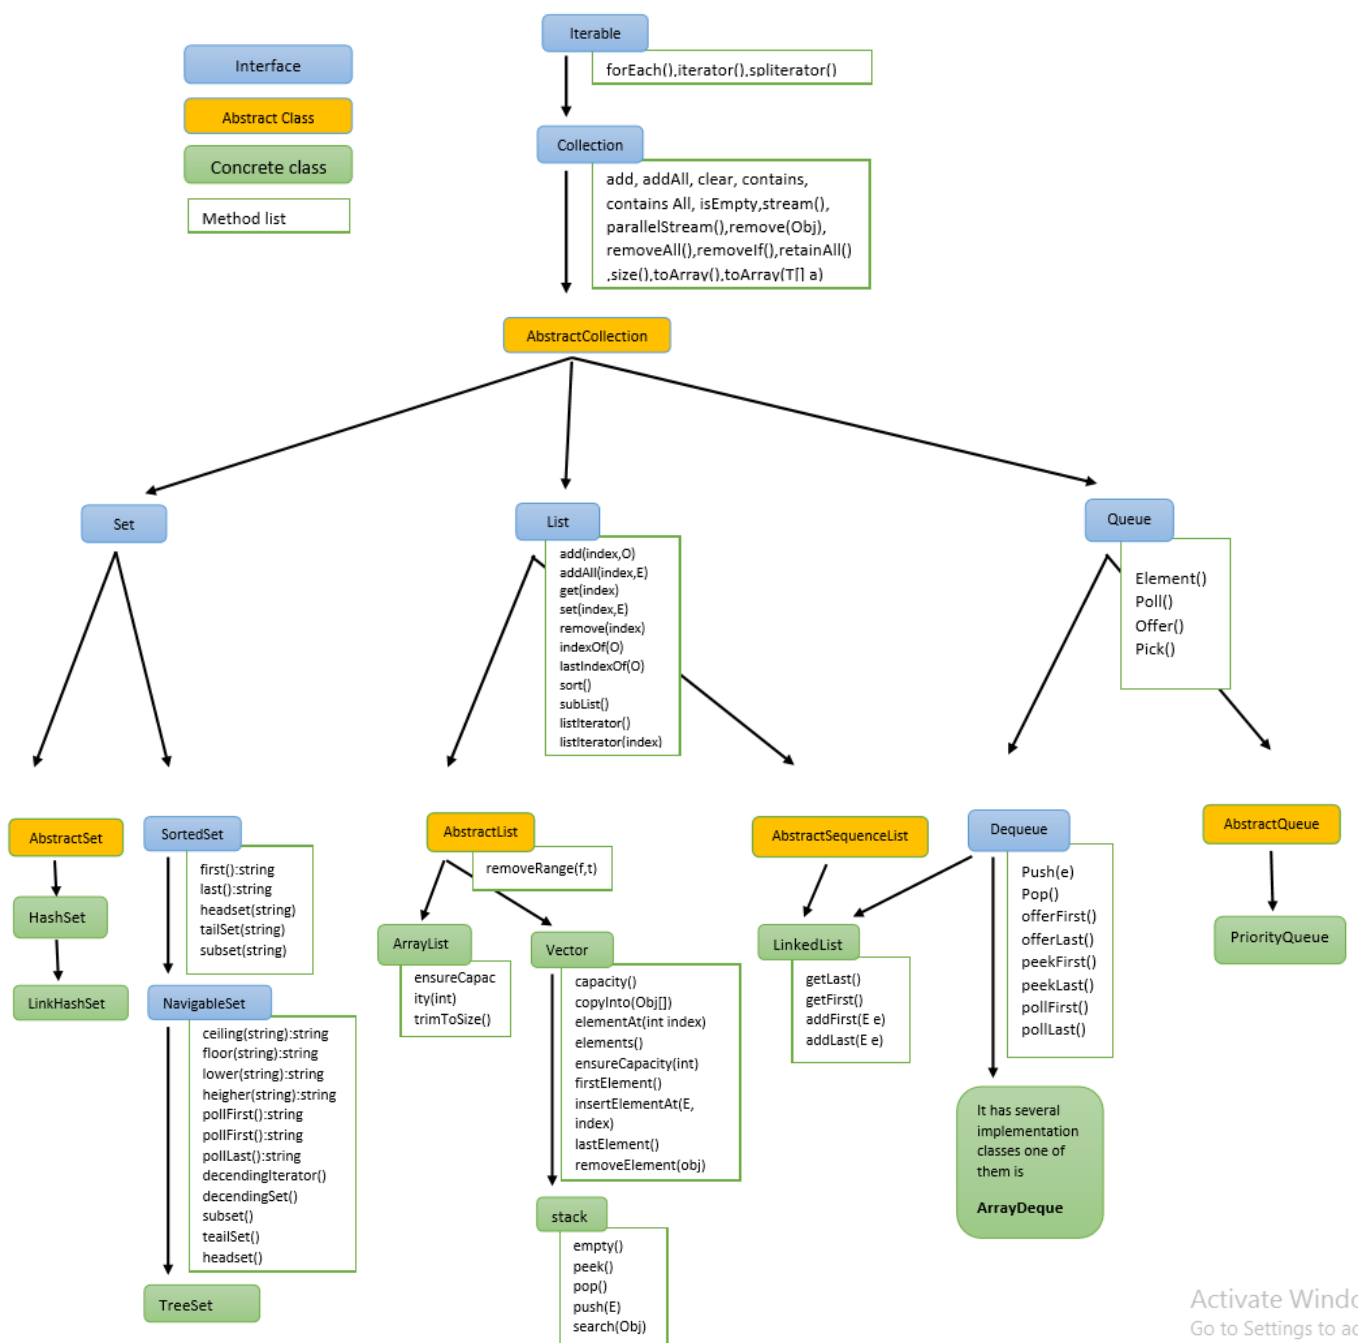 Interface
Abstract Class
Concrete class
Method list
Iterable
forEach(),iterator(),spliterator()
Collection
add, addAll, clear, contains,
contains All, isEmpty,stream(),
parallelStream(),remove(Obj),
removeAll(),removeIf(),retainAll()
,size(),toArray(),toArray(T[] a)
AbstractCollection
Set
List
add(index,O)
addAll(index,E)
get(index)
set(index,E)
remove(index)
indexOf(O)
lastIndexOf(O)
sort()
subList()
listIterator()
listIterator(index)
Queue
Element()
Poll()
Offer()
Pick()
AbstractSet
HashSet
LinkHashSet
SortedSet
first():string
last():string
headset(string)
tailSet(string)
subset(string)
NavigableSet
ceiling(string):string
floor(string):string
lower(string):string
heigher(string):string
pollFirst():string
pollFirst():string
pollLast():string
decendingIterator()
decendingSet()
subset()
teailSet()
headset()
TreeSet
AbstractList
removeRange(f,t)
ArrayList
ensureCapac
ity(int)
trimToSize()
Vector
capacity()
copyInto(Obj[])
elementAt(int index)
elements()
ensureCapacity(int)
firstElement()
insertElementAt(E,
index)
lastElement()
removeElement(obj)
stack
empty()
peek()
pop()
push(E)
search(Obj)
AbstractSequenceList
LinkedList
getLast()
getFirst()
addFirst(E e)
addLast(E e)
Dequeue
Push(e)
Pop()
offerFirst()
offerLast()
peekFirst()
peekLast()
pollFirst()
pollLast()
It has several
implementation
classes one of
them is
ArrayDeque
AbstractQueue
PriorityQueue
Activate Windo
Go to Settings to ac